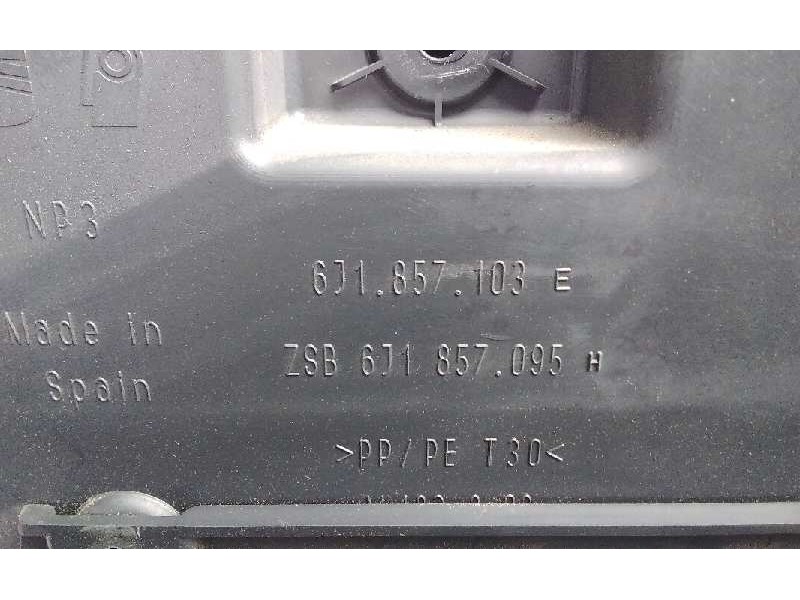 NP3
6J1.857.103 E
Made in
Spain
ZSB 6J1 857.095 H
>PP/PE T30<